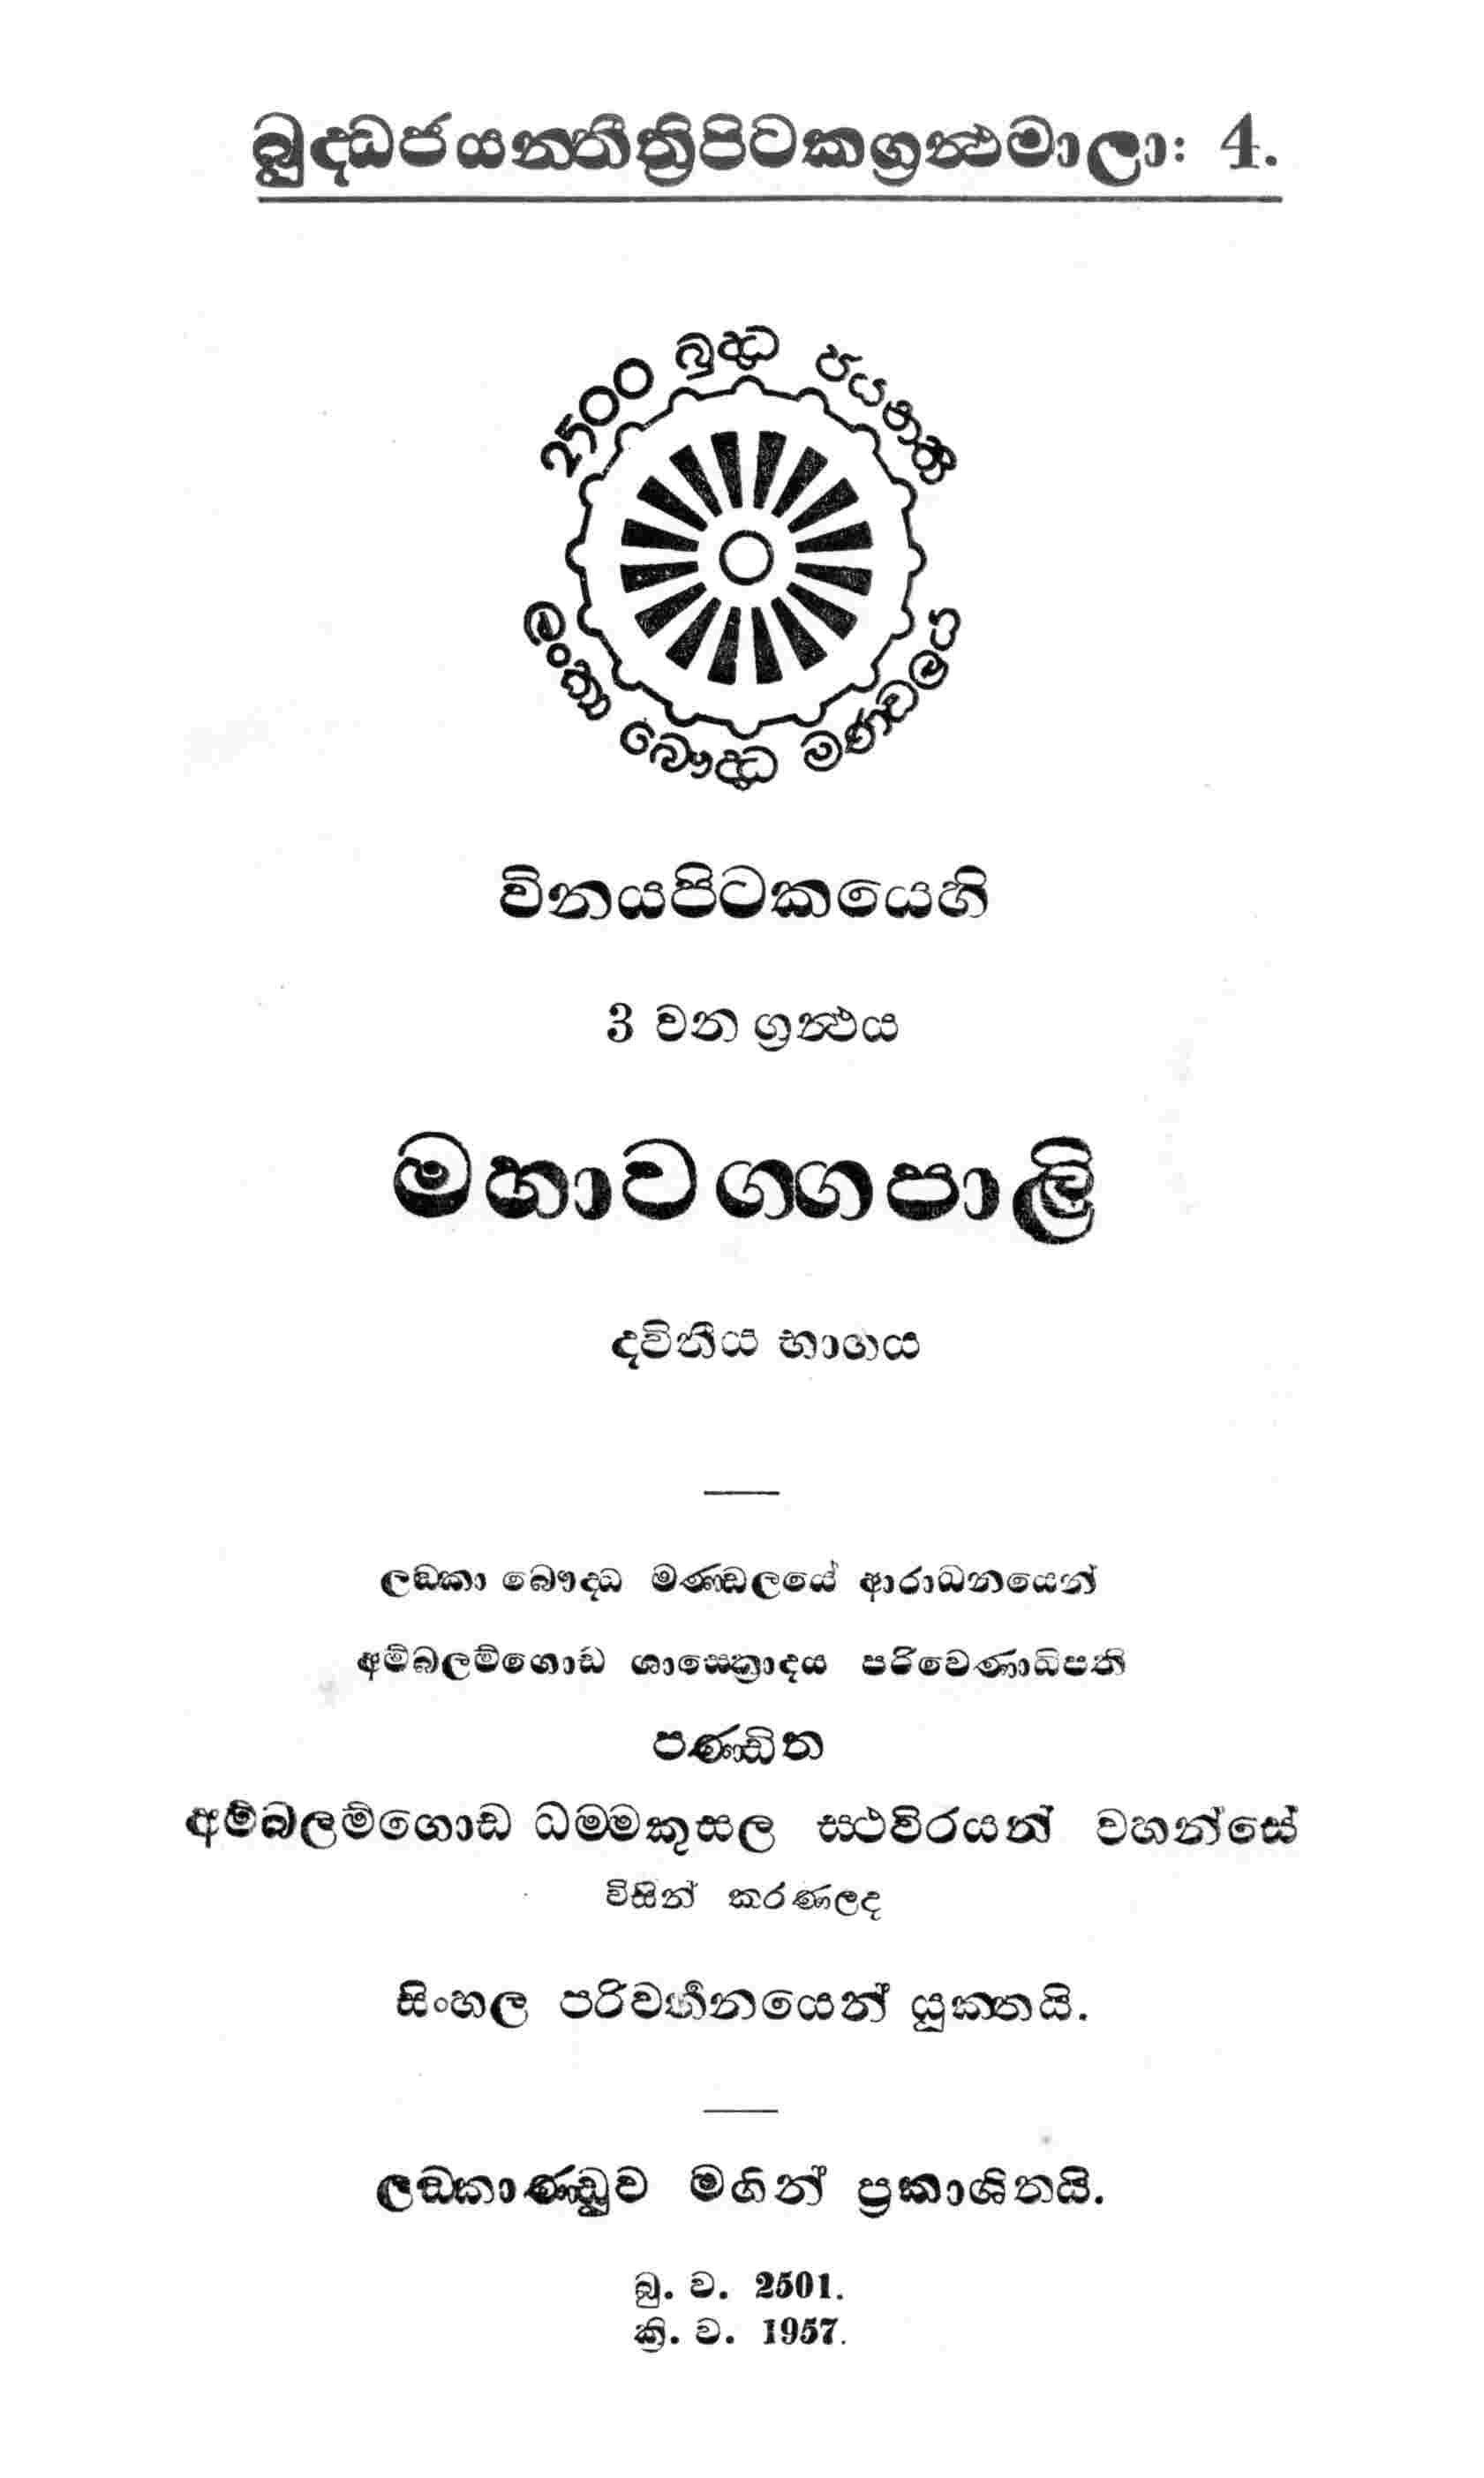 බුද්ධජයන්තිත්‍රිපිටකග්‍රන්ථමාලා: 4.
2500 බුද්ධ ජයන්ති
ලංකා බෞද්ධ මණ්ඩලය
විනයපිටකයෙහි
3 වන ග්‍රන්ථය
මහාවග්ගපාලි
ද්විතීය භාගය
ලඞ්කා බෞද්ධ මණ්ඩලයේ ආරාධනයෙන්
අම්බලම්ගොඩ ශාස්ත්‍රොදය පරිවෙණාධිපති
පණ්ඩිත
අම්බලම්ගොඩ ධම්මකුසල ස්ථවිරයන් වහන්සේ
විසින් කරණලද
සිංහල පරිවර්තනයෙන් යුක්තයි.
ලඞ්කාණ්ඩුව මගින් ප්‍රකාශිතයි.
බු. ව. 2501.
ක්‍රි. ව. 1957.